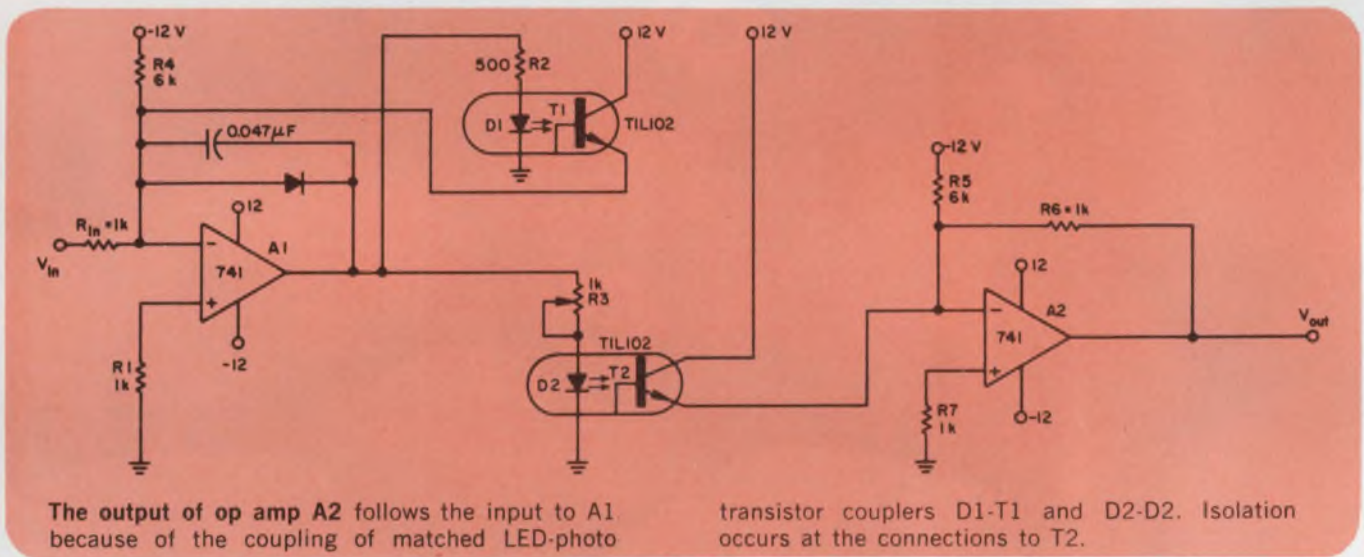 -12 V
R4
6 k
0.047μF
Rin = 1k
Vin
12
-
741
A1
+
-12
R1
1k
500
R2
12 V
12 V
D1
T1
TIL102
1k
R3
TIL102
D2
T2
-12 V
R5
6k
R6 = 1k
12
-
741
A2
+
-12
R7
1k
Vout
The output of op amp A2 follows the input to A1
because of the coupling of matched LED-photo
transistor couplers D1-T1 and D2-D2. Isolation
occurs at the connections to T2.